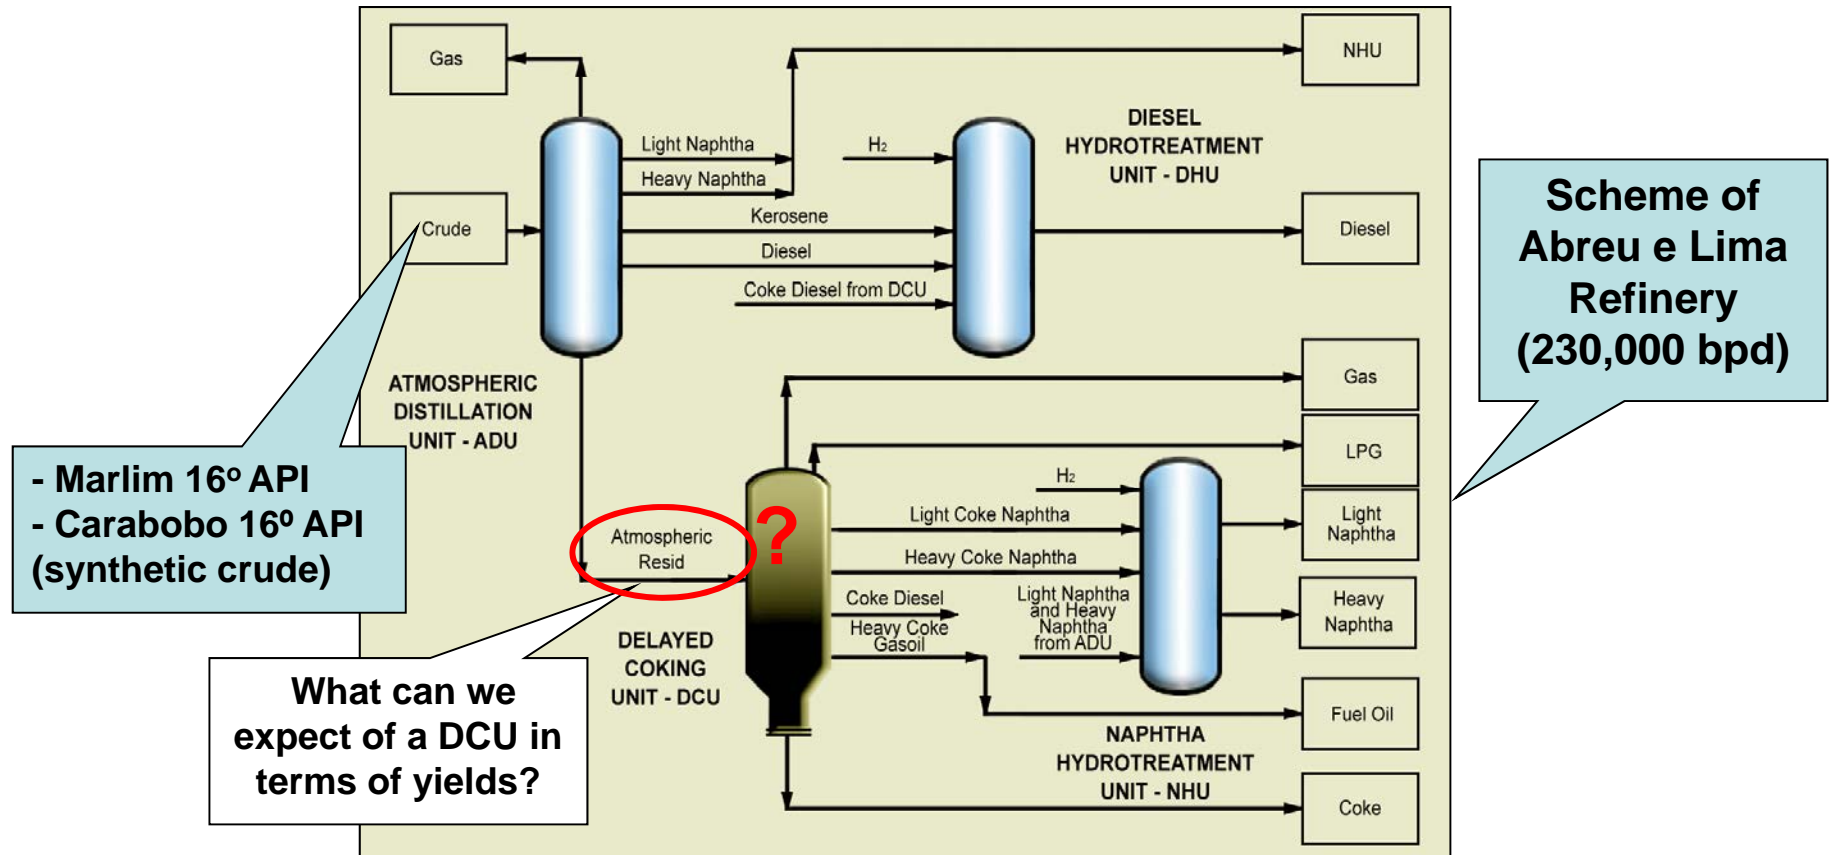 Gas
NHU
Light Naphtha
Heavy Naphtha
H2
DIESEL
HYDROTREATMENT
UNIT - DHU
Crude
Kerosene
Diesel
Coke Diesel from DCU
Diesel
Scheme of
Abreu e Lima
Refinery
(230,000 bpd)
ATMOSPHERIC
DISTILLATION
UNIT - ADU
- Marlim 16º API
- Carabobo 16º API
(synthetic crude)
Gas
LPG
H2
Atmospheric
Resid
?
Light Coke Naphtha
Heavy Coke Naphtha
Coke Diesel
Heavy Coke
Gasoil
Light Naphtha
and Heavy
Naphtha
from ADU
Light
Naphtha
Heavy
Naphtha
DELAYED
COKING
UNIT - DCU
What can we
expect of a DCU in
terms of yields?
Fuel Oil
NAPHTHA
HYDROTREATMENT
UNIT - NHU
Coke